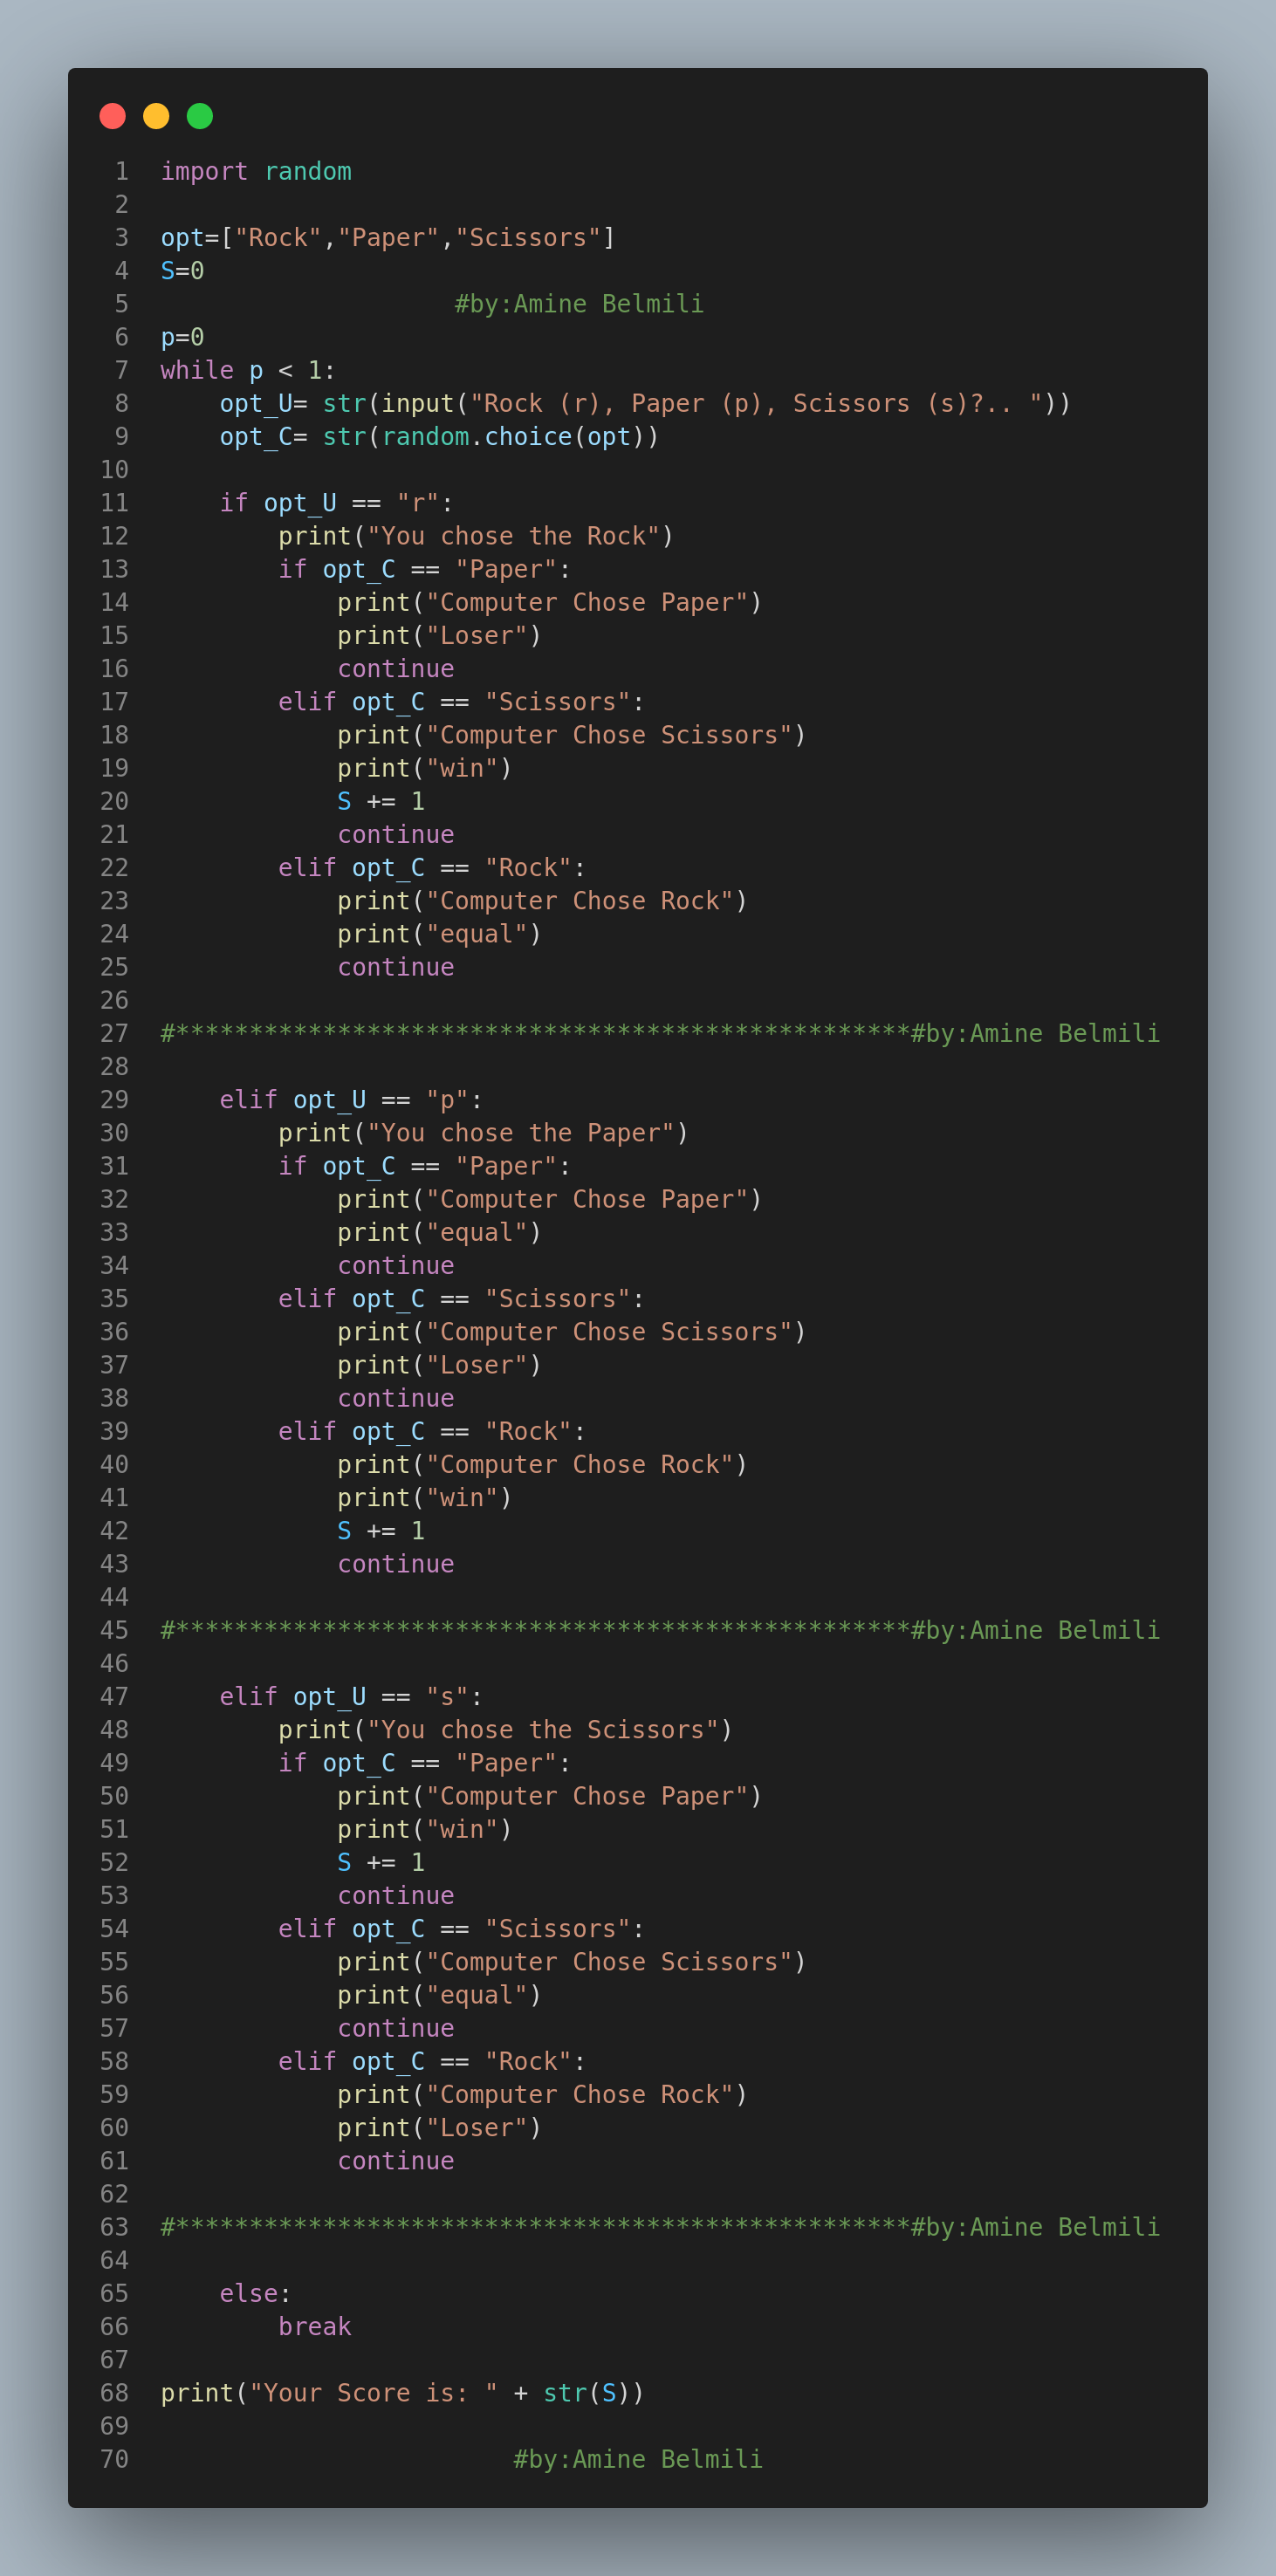 1 import random
2
3 opt=["Rock","Paper","Scissors"]
4 S=0
5                     #by:Amine Belmili
6 p=0
7 while p < 1:
8     opt_U= str(input("Rock (r), Paper (p), Scissors (s)?.. "))
9     opt_C= str(random.choice(opt))
10
11     if opt_U == "r":
12         print("You chose the Rock")
13         if opt_C == "Paper":
14             print("Computer Chose Paper")
15             print("Loser")
16             continue
17         elif opt_C == "Scissors":
18             print("Computer Chose Scissors")
19             print("win")
20             S += 1
21             continue
22         elif opt_C == "Rock":
23             print("Computer Chose Rock")
24             print("equal")
25             continue
26
27 #**************************************************#by:Amine Belmili
28
29     elif opt_U == "p":
30         print("You chose the Paper")
31         if opt_C == "Paper":
32             print("Computer Chose Paper")
33             print("equal")
34             continue
35         elif opt_C == "Scissors":
36             print("Computer Chose Scissors")
37             print("Loser")
38             continue
39         elif opt_C == "Rock":
40             print("Computer Chose Rock")
41             print("win")
42             S += 1
43             continue
44
45 #**************************************************#by:Amine Belmili
46
47     elif opt_U == "s":
48         print("You chose the Scissors")
49         if opt_C == "Paper":
50             print("Computer Chose Paper")
51             print("win")
52             S += 1
53             continue
54         elif opt_C == "Scissors":
55             print("Computer Chose Scissors")
56             print("equal")
57             continue
58         elif opt_C == "Rock":
59             print("Computer Chose Rock")
60             print("Loser")
61             continue
62
63 #**************************************************#by:Amine Belmili
64
65     else:
66         break
67
68 print("Your Score is: " + str(S))
69
70                         #by:Amine Belmili